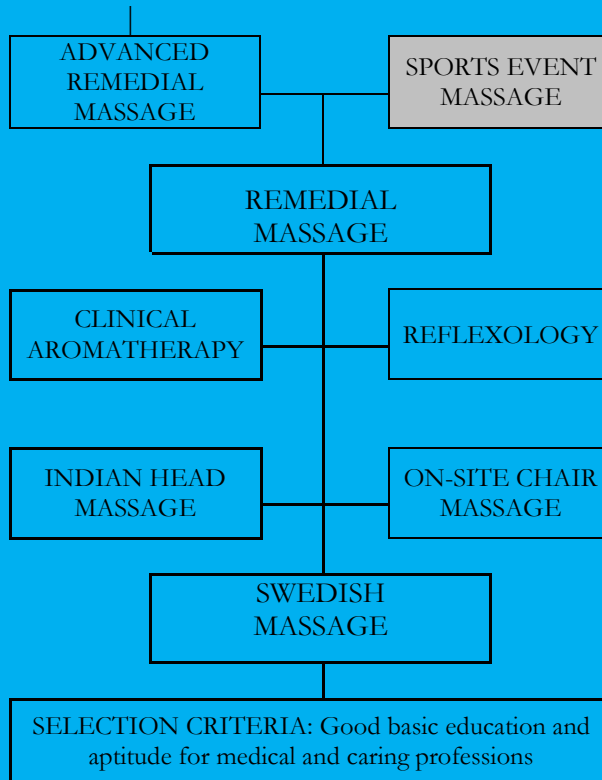 ADVANCED
REMEDIAL
MASSAGE
SPORTS EVENT
MASSAGE
REMEDIAL
MASSAGE
CLINICAL
AROMATHERAPY
REFLEXOLOGY
INDIAN HEAD
MASSAGE
ON-SITE CHAIR
MASSAGE
SWEDISH
MASSAGE
SELECTION CRITERIA: Good basic education and
aptitude for medical and caring professions